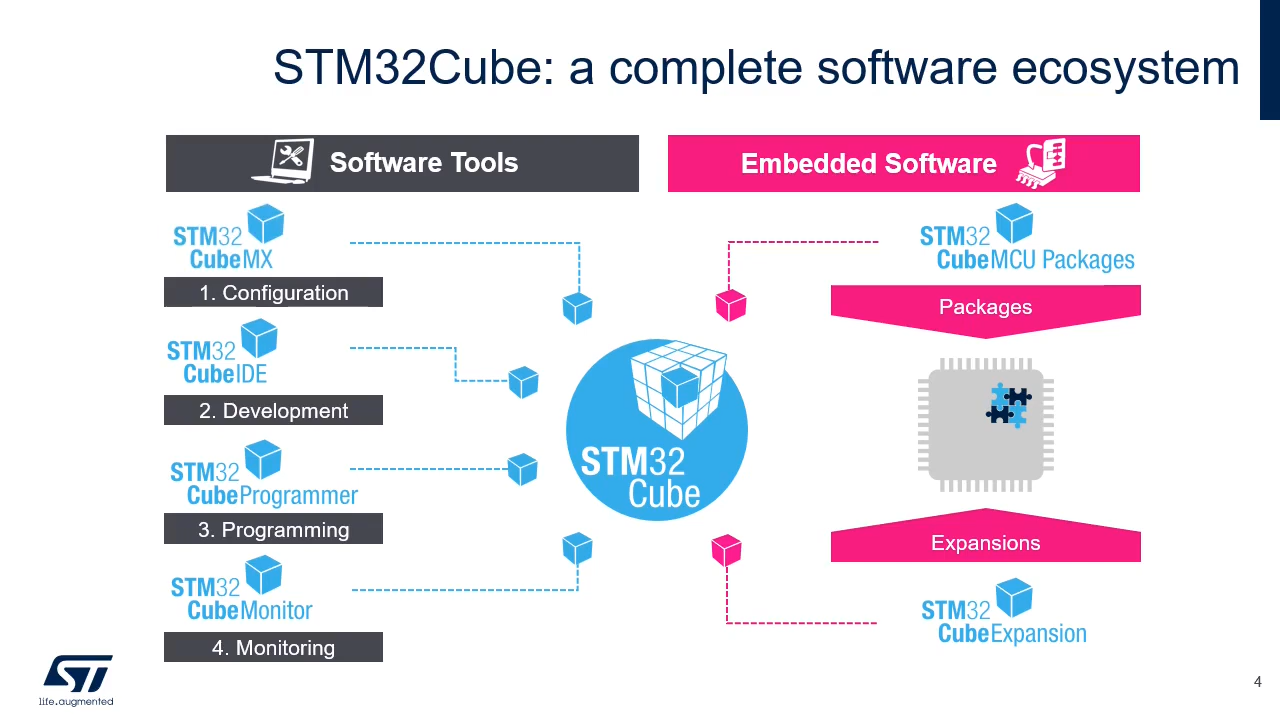 STM32Cube: a complete software ecosystem
Software Tools
STM32
CubeMX
1. Configuration
STM32
CubeIDE
2. Development
STM32
CubeProgrammer
3. Programming
STM32
CubeMonitor
4. Monitoring
STM32
Cube
Embedded Software
STM32
CubeMCU Packages
Packages
Expansions
STM32
CubeExpansion
ST
life.augmented
4